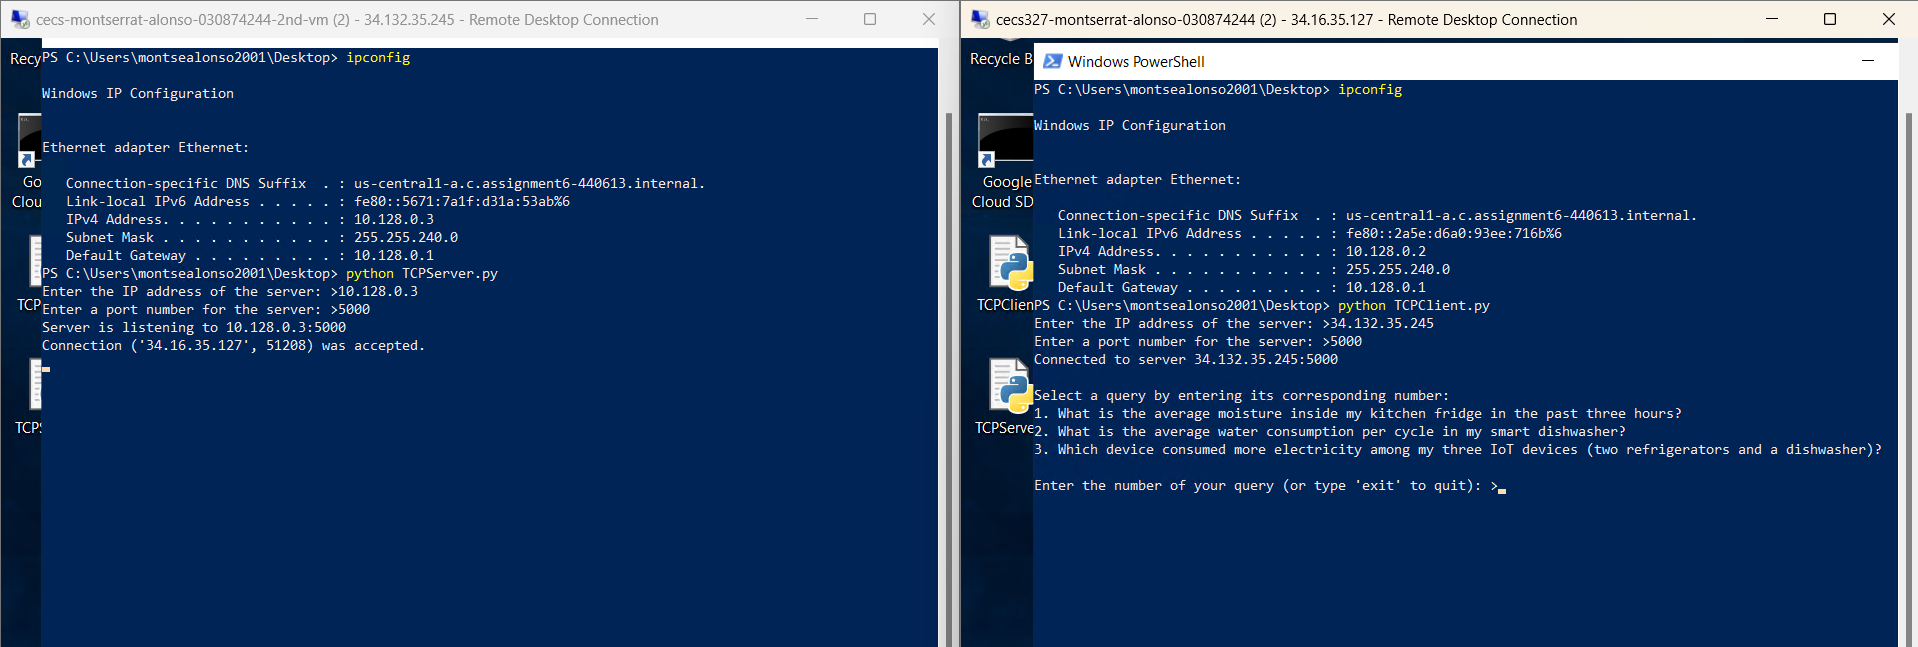 cecs-montserrat-alonso-030874244-2nd-vm (2) - 34.132.35.245 - Remote Desktop Connection
Recy
PS C:\Users\montsealonso2001\Desktop> ipconfig
Windows IP Configuration
Ethernet adapter Ethernet:
Connection-specific DNS Suffix  . : us-central1-a.c.assignment6-440613.internal.
Link-local IPv6 Address . . . . . : fe80::5671:7a1f:d31a:53ab%6
IPv4 Address. . . . . . . . . . . : 10.128.0.3
Subnet Mask . . . . . . . . . . . : 255.255.240.0
Default Gateway . . . . . . . . . : 10.128.0.1
PS C:\Users\montsealonso2001\Desktop> python TCPServer.py
Enter the IP address of the server: >10.128.0.3
Enter a port number for the server: >5000
Server is listening to 10.128.0.3:5000
Connection ('34.16.35.127', 51208) was accepted.
Go
Clou
TCP
TCPS
cecs327-montserrat-alonso-030874244 (2) - 34.16.35.127 - Remote Desktop Connection
Recycle B
Google
Cloud SD
TCPClien
TCPServe
Windows PowerShell
PS C:\Users\montsealonso2001\Desktop> ipconfig
Windows IP Configuration
Ethernet adapter Ethernet:
Connection-specific DNS Suffix  . : us-central1-a.c.assignment6-440613.internal.
Link-local IPv6 Address . . . . . : fe80::2a5e:d6a0:93ee:716b%6
IPv4 Address. . . . . . . . . . . : 10.128.0.2
Subnet Mask . . . . . . . . . . . : 255.255.240.0
Default Gateway . . . . . . . . . : 10.128.0.1
PS C:\Users\montsealonso2001\Desktop> python TCPClient.py
Enter the IP address of the server: >34.132.35.245
Enter a port number for the server: >5000
Connected to server 34.132.35.245:5000
Select a query by entering its corresponding number:
1. What is the average moisture inside my kitchen fridge in the past three hours?
2. What is the average water consumption per cycle in my smart dishwasher?
3. Which device consumed more electricity among my three IoT devices (two refrigerators and a dishwasher)?
Enter the number of your query (or type 'exit' to quit): >